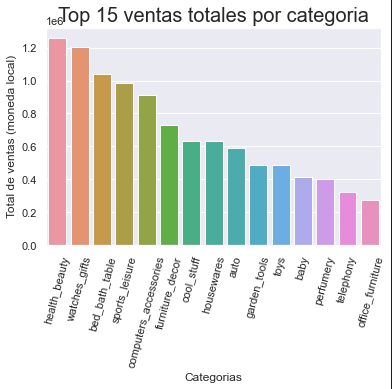 Top 15 ventas totales por categoria
1e6
Total de ventas (moneda local)
1.2
1.0
0.8
0.6
0.4
0.2
0.0
health_beauty
watches_gifts
bed_bath_table
sports_leisure
computers_accessories
furniture_decor
cool_stuff
housewares
auto
garden_tools
toys
baby
perfumery
telephony
office_furniture
Categorias